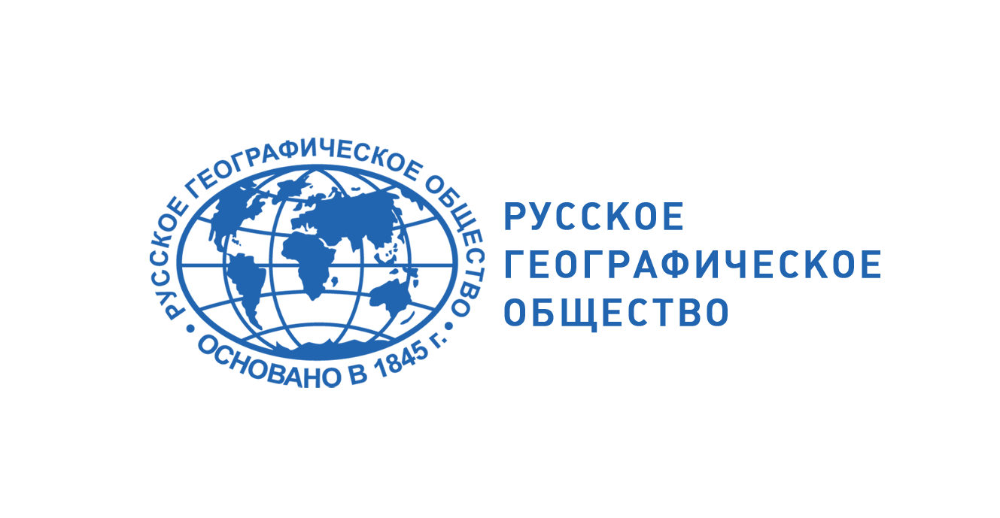 РУССКОЕ ГЕОГРАФИЧЕСКОЕ ОБЩЕСТВО
• ОСНОВАНО В 1845 г. •
РУССКОЕ
ГЕОГРАФИЧЕСКОЕ
ОБЩЕСТВО